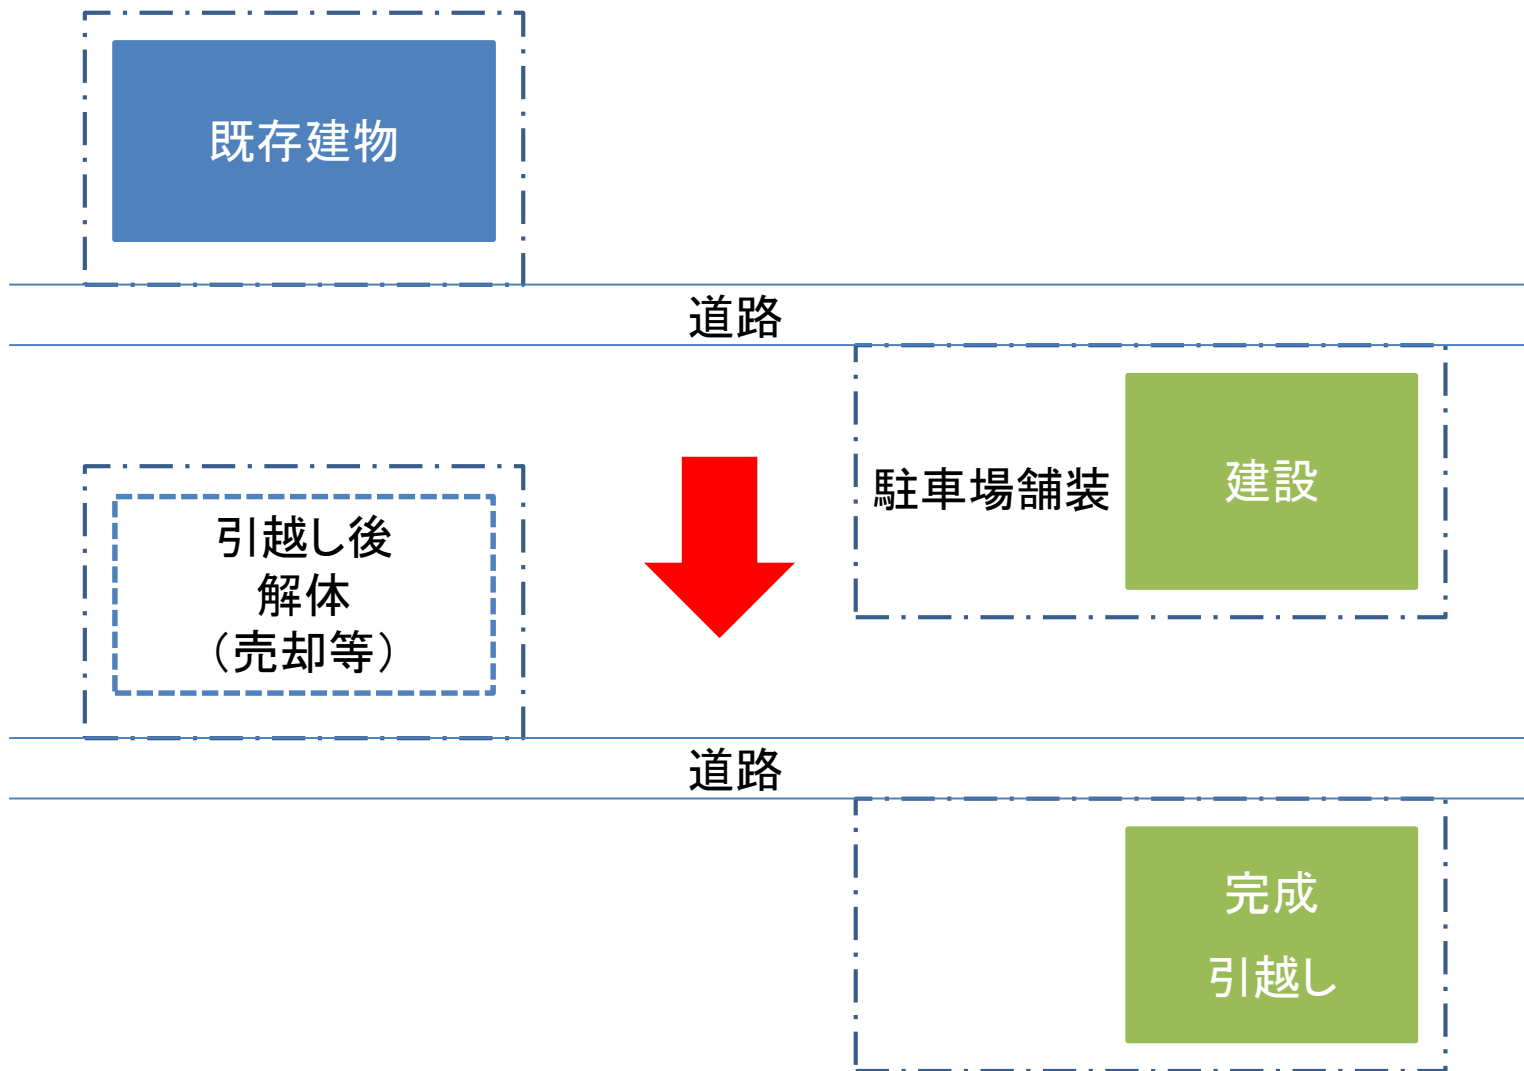 既存建物
道路
駐車場舗装
建設
引越し後
解体
（売却等）
道路
完成
引越し